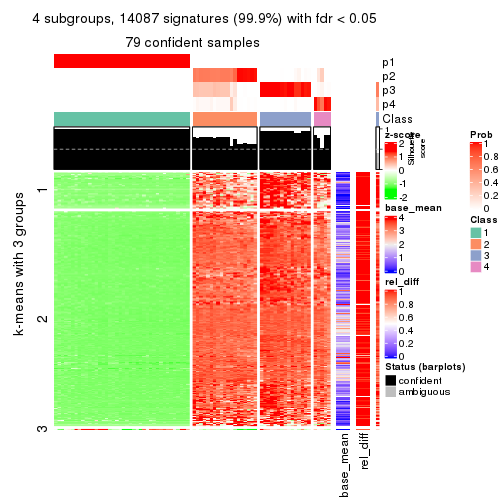 4 subgroups, 14087 signatures (99.9%) with fdr < 0.05
79 confident samples
p1
p2
p3
p4
Class
1
Silhouette
score
k-means with 3 groups
1
2
3
z-score
2
1
0
-1
-2
base_mean
4
3
2
1
0
rel_diff
1
0.8
0.6
0.4
0.2
0
Status (barplots)
confident
ambiguous
Prob
1
0.8
0.6
0.4
0.2
0
Class
1
2
3
4
base_mean
rel_diff